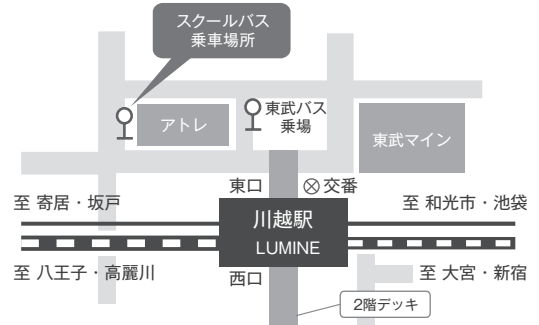 スクールバス
乗車場所
アトレ
東武バス
乗場
東武マイン
東口
交番
至 寄居・坂戸
川越駅
LUMINE
至 和光市・池袋
至 八王子・高麗川
西口
至 大宮・新宿
2階デッキ